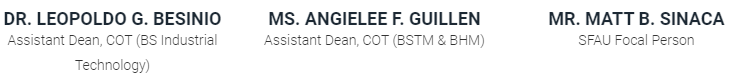 DR. LEOPOLDO G. BESINIO
Assistant Dean, COT (BS Industrial
Technology)
MS. ANGIELEE F. GUILLEN
Assistant Dean, COT (BSTM & BHM)
MR. MATT B. SINACA
SFAU Focal Person